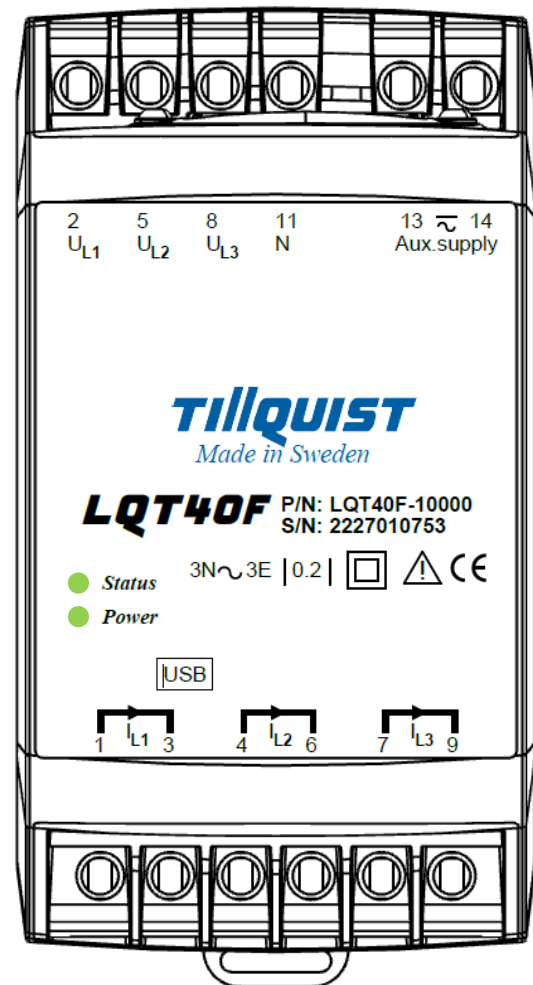 2 5 8 11 13 14
UL1 UL2 UL3 N Aux.supply
TIllQUIST
Made in Sweden
LQT40F P/N: LQT40F-10000
S/N: 2227010753
3N~3E |0.2| CE
Status
Power
USB
IL1 IL2 IL3
1 3 4 6 7 9